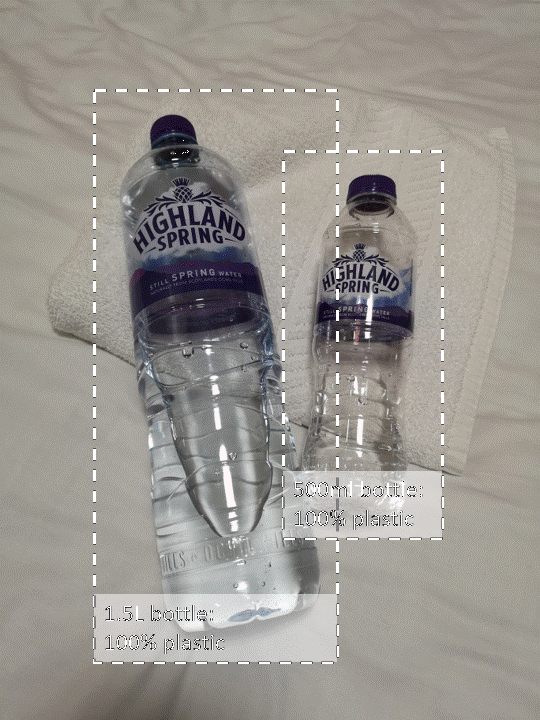 HIGHLAND
SPRING
STILL SPRING WATER
HIGHLAND
SPRING
STILL SPRING WATER
500ml bottle:
100% plastic
1.5L bottle:
100% plastic